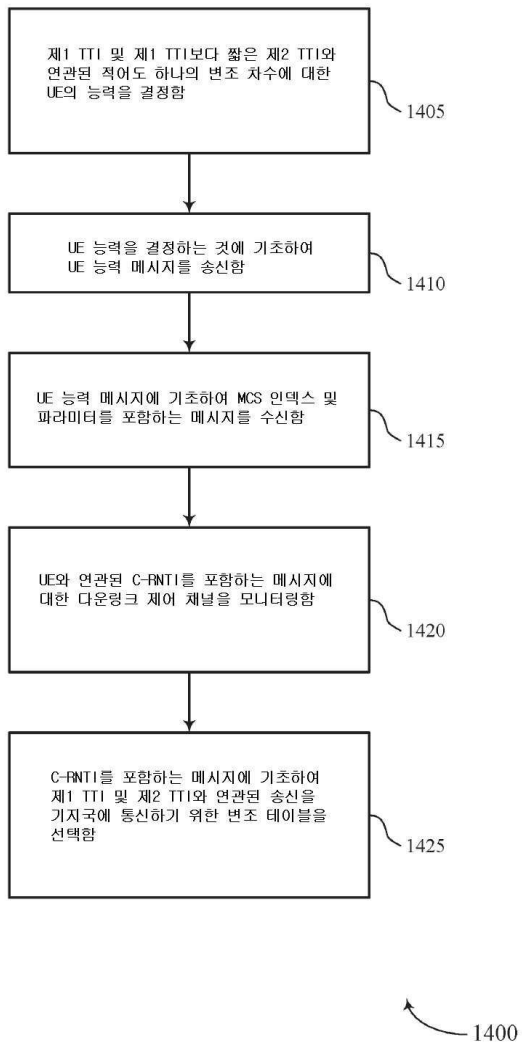 제1 TTI 및 제1 TTI보다 짧은 제2 TTI와
연관된 적어도 하나의 변조 차수에 대한
UE의 능력을 결정함
1405
UE 능력을 결정하는 것에 기초하여
UE 능력 메시지를 송신함
1410
UE 능력 메시지에 기초하여 MCS 인덱스 및
파라미터를 포함하는 메시지를 수신함
1415
UE와 연관된 C-RNTI를 포함하는 메시지에
대한 다운링크 제어 채널을 모니터링함
1420
C-RNTI를 포함하는 메시지에 기초하여
제1 TTI 및 제2 TTI와 연관된 송신을
기지국에 통신하기 위한 변조 테이블을
선택함
1425
1400